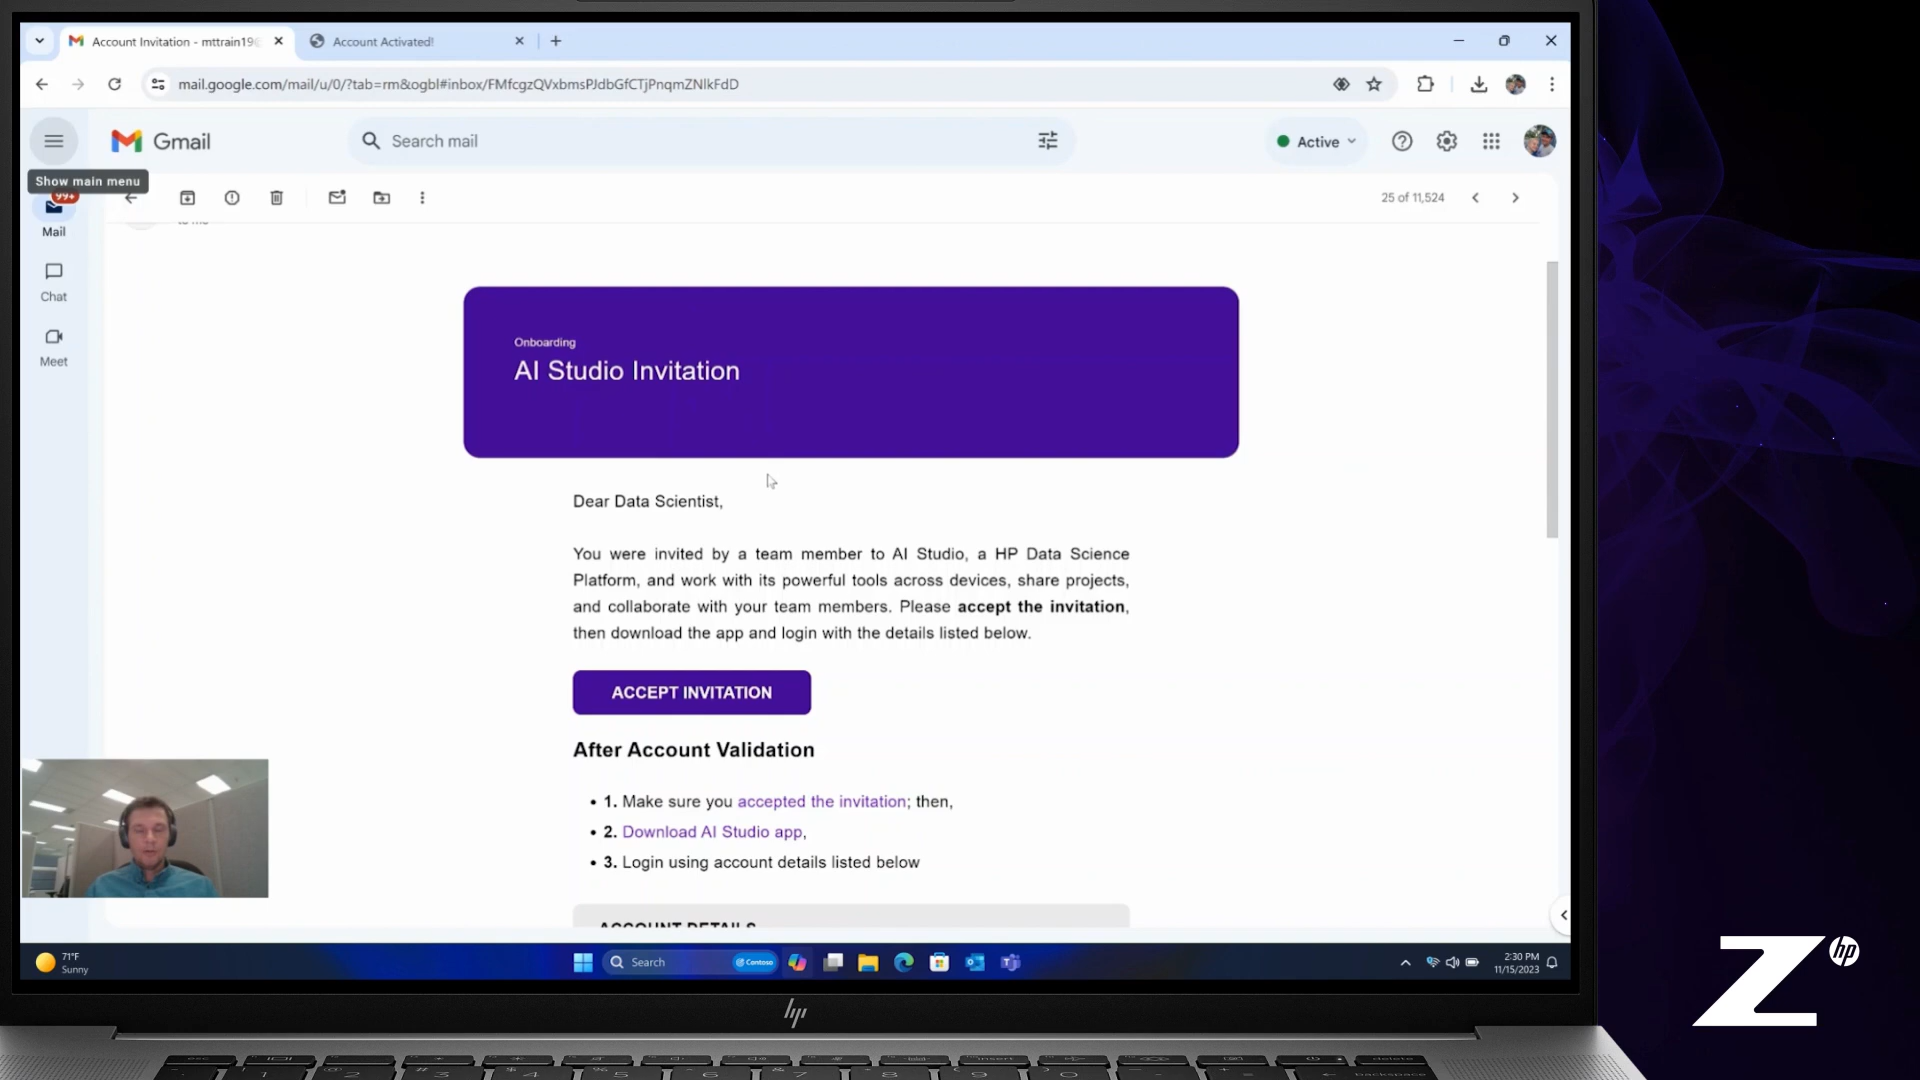 Account Invitation - mttrain19@
Account Activated!
mail.google.com/mail/u/0/?tab=rm&ogbl#inbox/FMfcgzQVxbmsPJdbGfCTjPnqmZNlkFdD
Gmail
Search mail
Active
Show main menu
25 of 11,524
99+
Mail
Chat
Meet
Onboarding
AI Studio Invitation
Dear Data Scientist,
You were invited by a team member to AI Studio, a HP Data Science
Platform, and work with its powerful tools across devices, share projects,
and collaborate with your team members. Please accept the invitation,
then download the app and login with the details listed below.
ACCEPT INVITATION
After Account Validation
• 1. Make sure you accepted the invitation; then,
• 2. Download AI Studio app,
• 3. Login using account details listed below
ACCOUNT DETAILS
71°F
Sunny
Search
Contoso
2:30 PM
11/15/2023
hp
Z hp